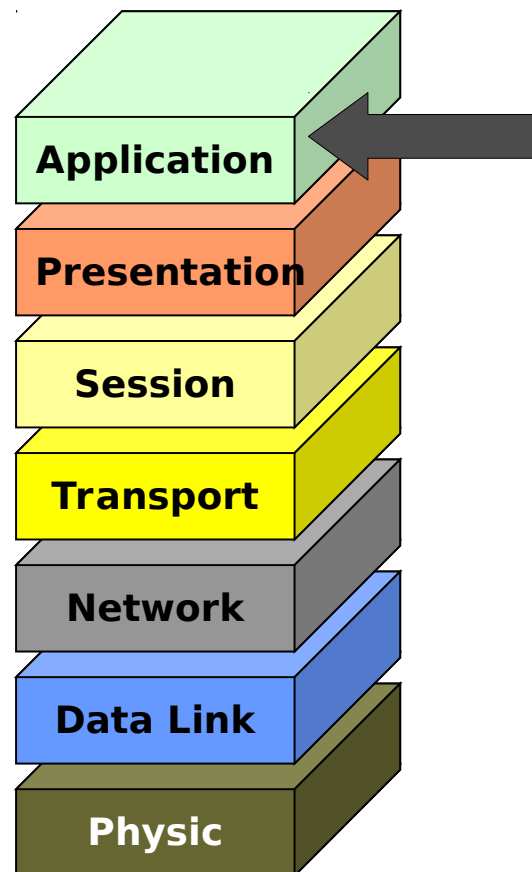 Application
Presentation
Session
Transport
Network
Data Link
Physic